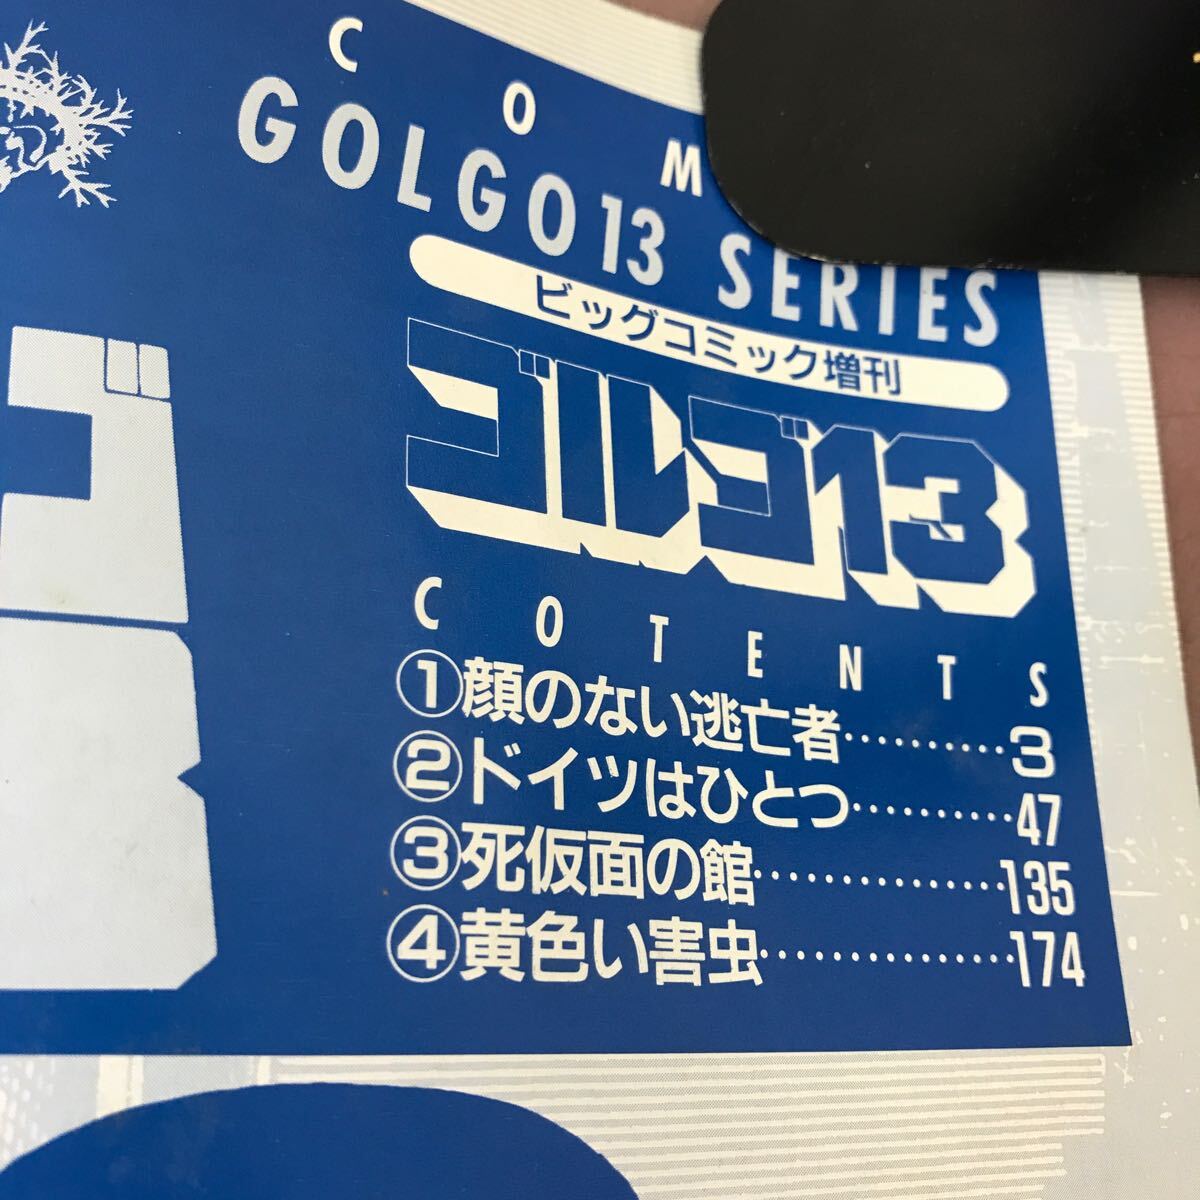 C O M
GOLGO13 SERIES
ビッグコミック増刊
ゴルゴ13
COTENTS
①顔のない逃亡者……………3
②ドイツはひとつ……………47
③死仮面の館……………135
④黄色い害虫……………174